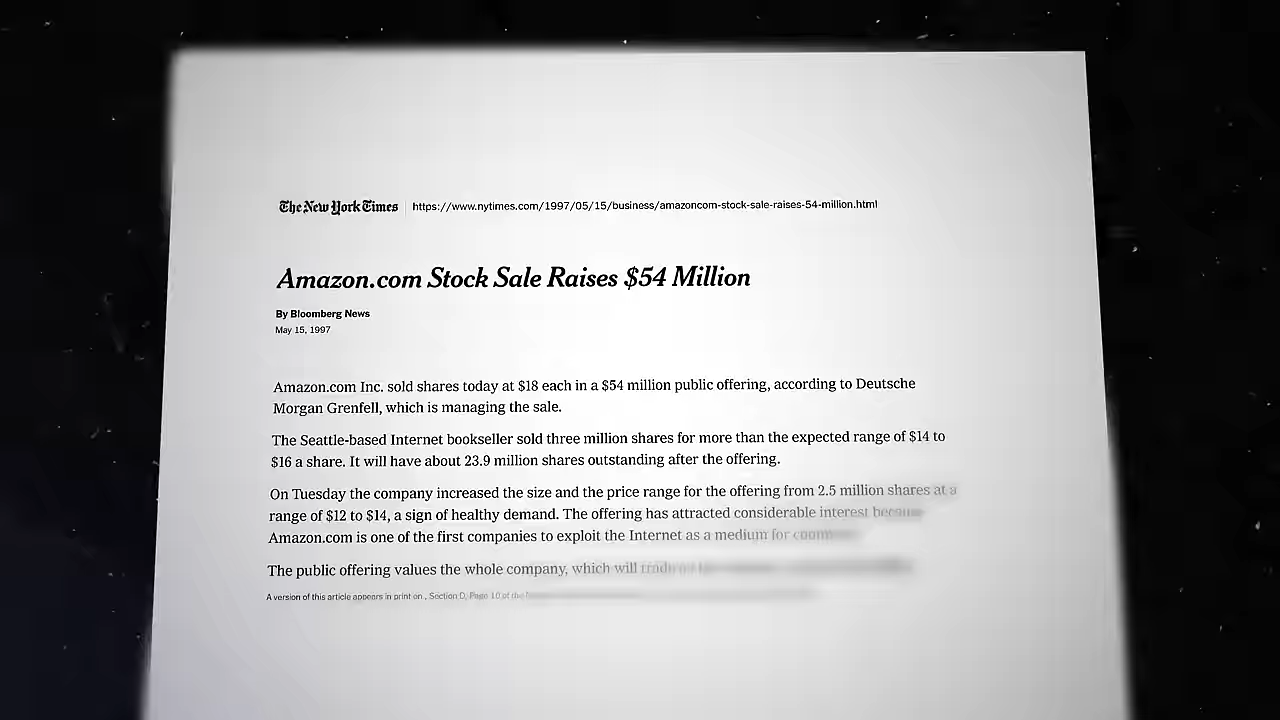 The New York Times https://www.nytimes.com/1997/05/15/business/amazoncom-stock-sale-raises-54-million.html
Amazon.com Stock Sale Raises $54 Million
By Bloomberg News
May 15, 1997
Amazon.com Inc. sold shares today at $18 each in a $54 million public offering, according to Deutsche
Morgan Grenfell, which is managing the sale.
The Seattle-based Internet bookseller sold three million shares for more than the expected range of $14 to
$16 a share. It will have about 23.9 million shares outstanding after the offering.
On Tuesday the company increased the size and the price range for the offering from 2.5 million shares at a
range of $12 to $14, a sign of healthy demand. The offering has attracted considerable interest because
Amazon.com is one of the first companies to exploit the Internet as a medium for
The public offering values the whole company, which will
A version of this article appears in print on , Section D, Page 10 of the